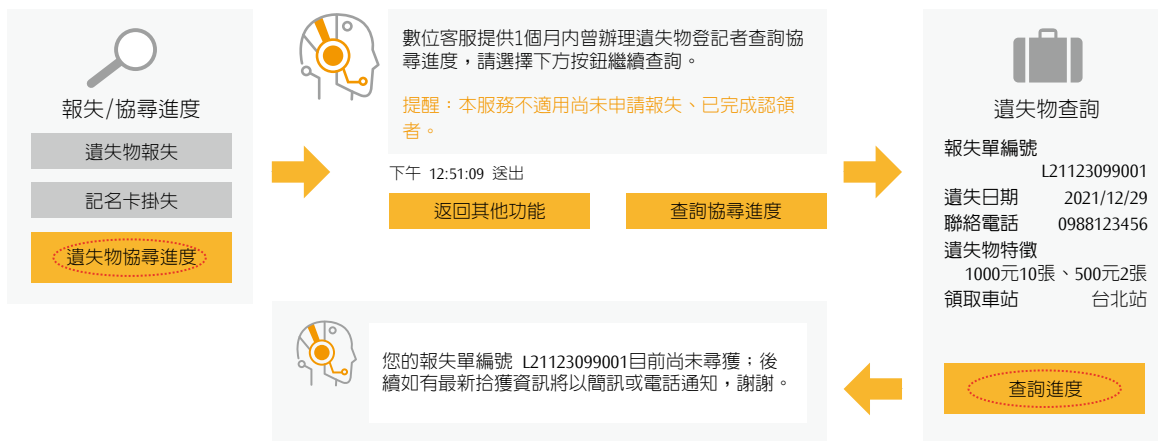 報失/協尋進度
遺失物報失
記名卡掛失
遺失物協尋進度
數位客服提供1個月內曾辦理遺失物登記者查詢協
尋進度，請選擇下方按鈕繼續查詢。
提醒：本服務不適用尚未申請報失、已完成認領
者。
下午 12:51:09 送出
返回其他功能
查詢協尋進度
遺失物查詢
報失單編號
L21123099001
遺失日期 2021/12/29
聯絡電話 0988123456
遺失物特徵
1000元10張、500元2張
領取車站 台北站
查詢進度
您的報失單編號 L21123099001目前尚未尋獲；後
續如有最新拾獲資訊將以簡訊或電話通知，謝謝。